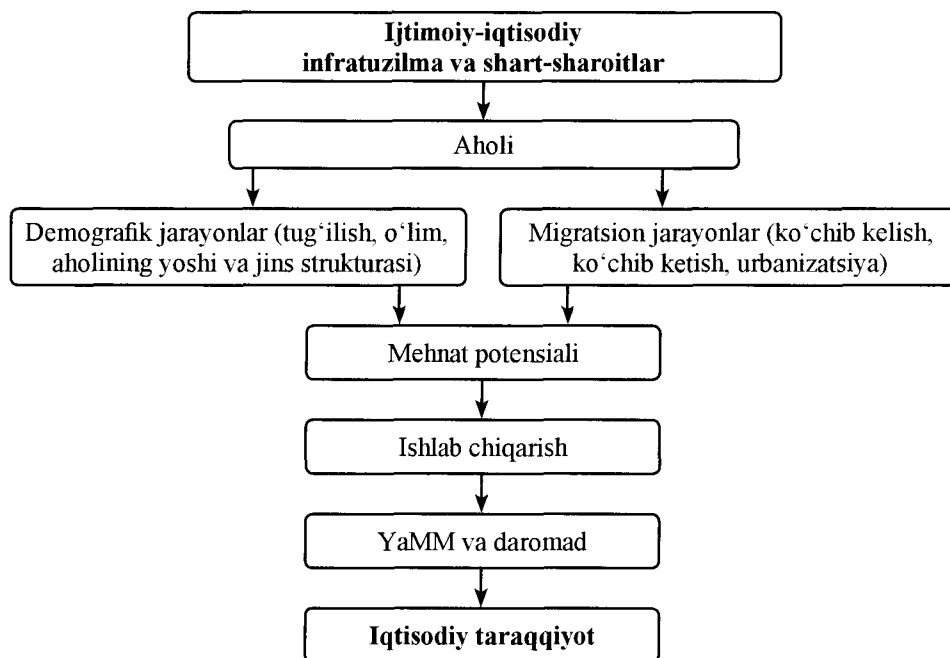 Ijtimoiy-iqtisodiy
infratuzilma va shart-sharoitlar
Aholi
Demografik jarayonlar (tug‘ilish, o‘lim,
aholining yoshi va jins strukturasi)
Migratsion jarayonlar (ko‘chib kelish,
ko‘chib ketish, urbanizatsiya)
Mehnat potensiali
Ishlab chiqarish
YaMM va daromad
Iqtisodiy taraqqiyot